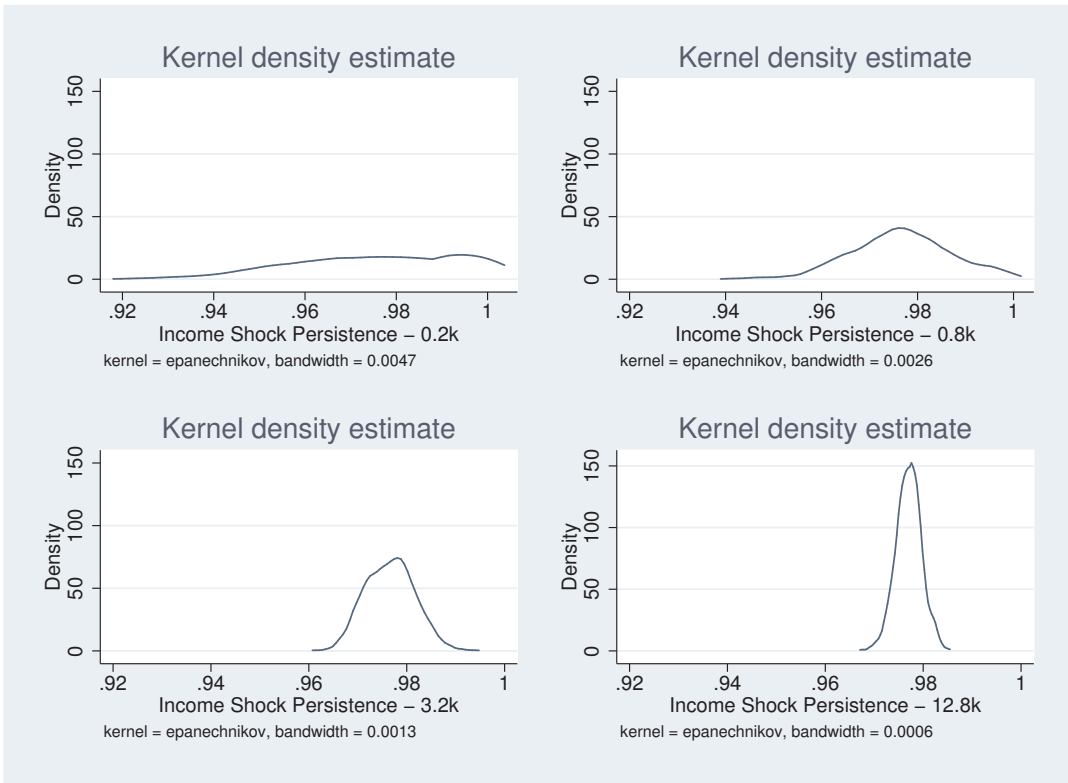 Kernel density estimate
150
100
50
0
Density
.92 .94 .96 .98 1
Income Shock Persistence – 0.2k
kernel = epanechnikov, bandwidth = 0.0047
Kernel density estimate
150
100
50
0
Density
.92 .94 .96 .98 1
Income Shock Persistence – 0.8k
kernel = epanechnikov, bandwidth = 0.0026
Kernel density estimate
150
100
50
0
Density
.92 .94 .96 .98 1
Income Shock Persistence – 3.2k
kernel = epanechnikov, bandwidth = 0.0013
Kernel density estimate
150
100
50
0
Density
.92 .94 .96 .98 1
Income Shock Persistence – 12.8k
kernel = epanechnikov, bandwidth = 0.0006